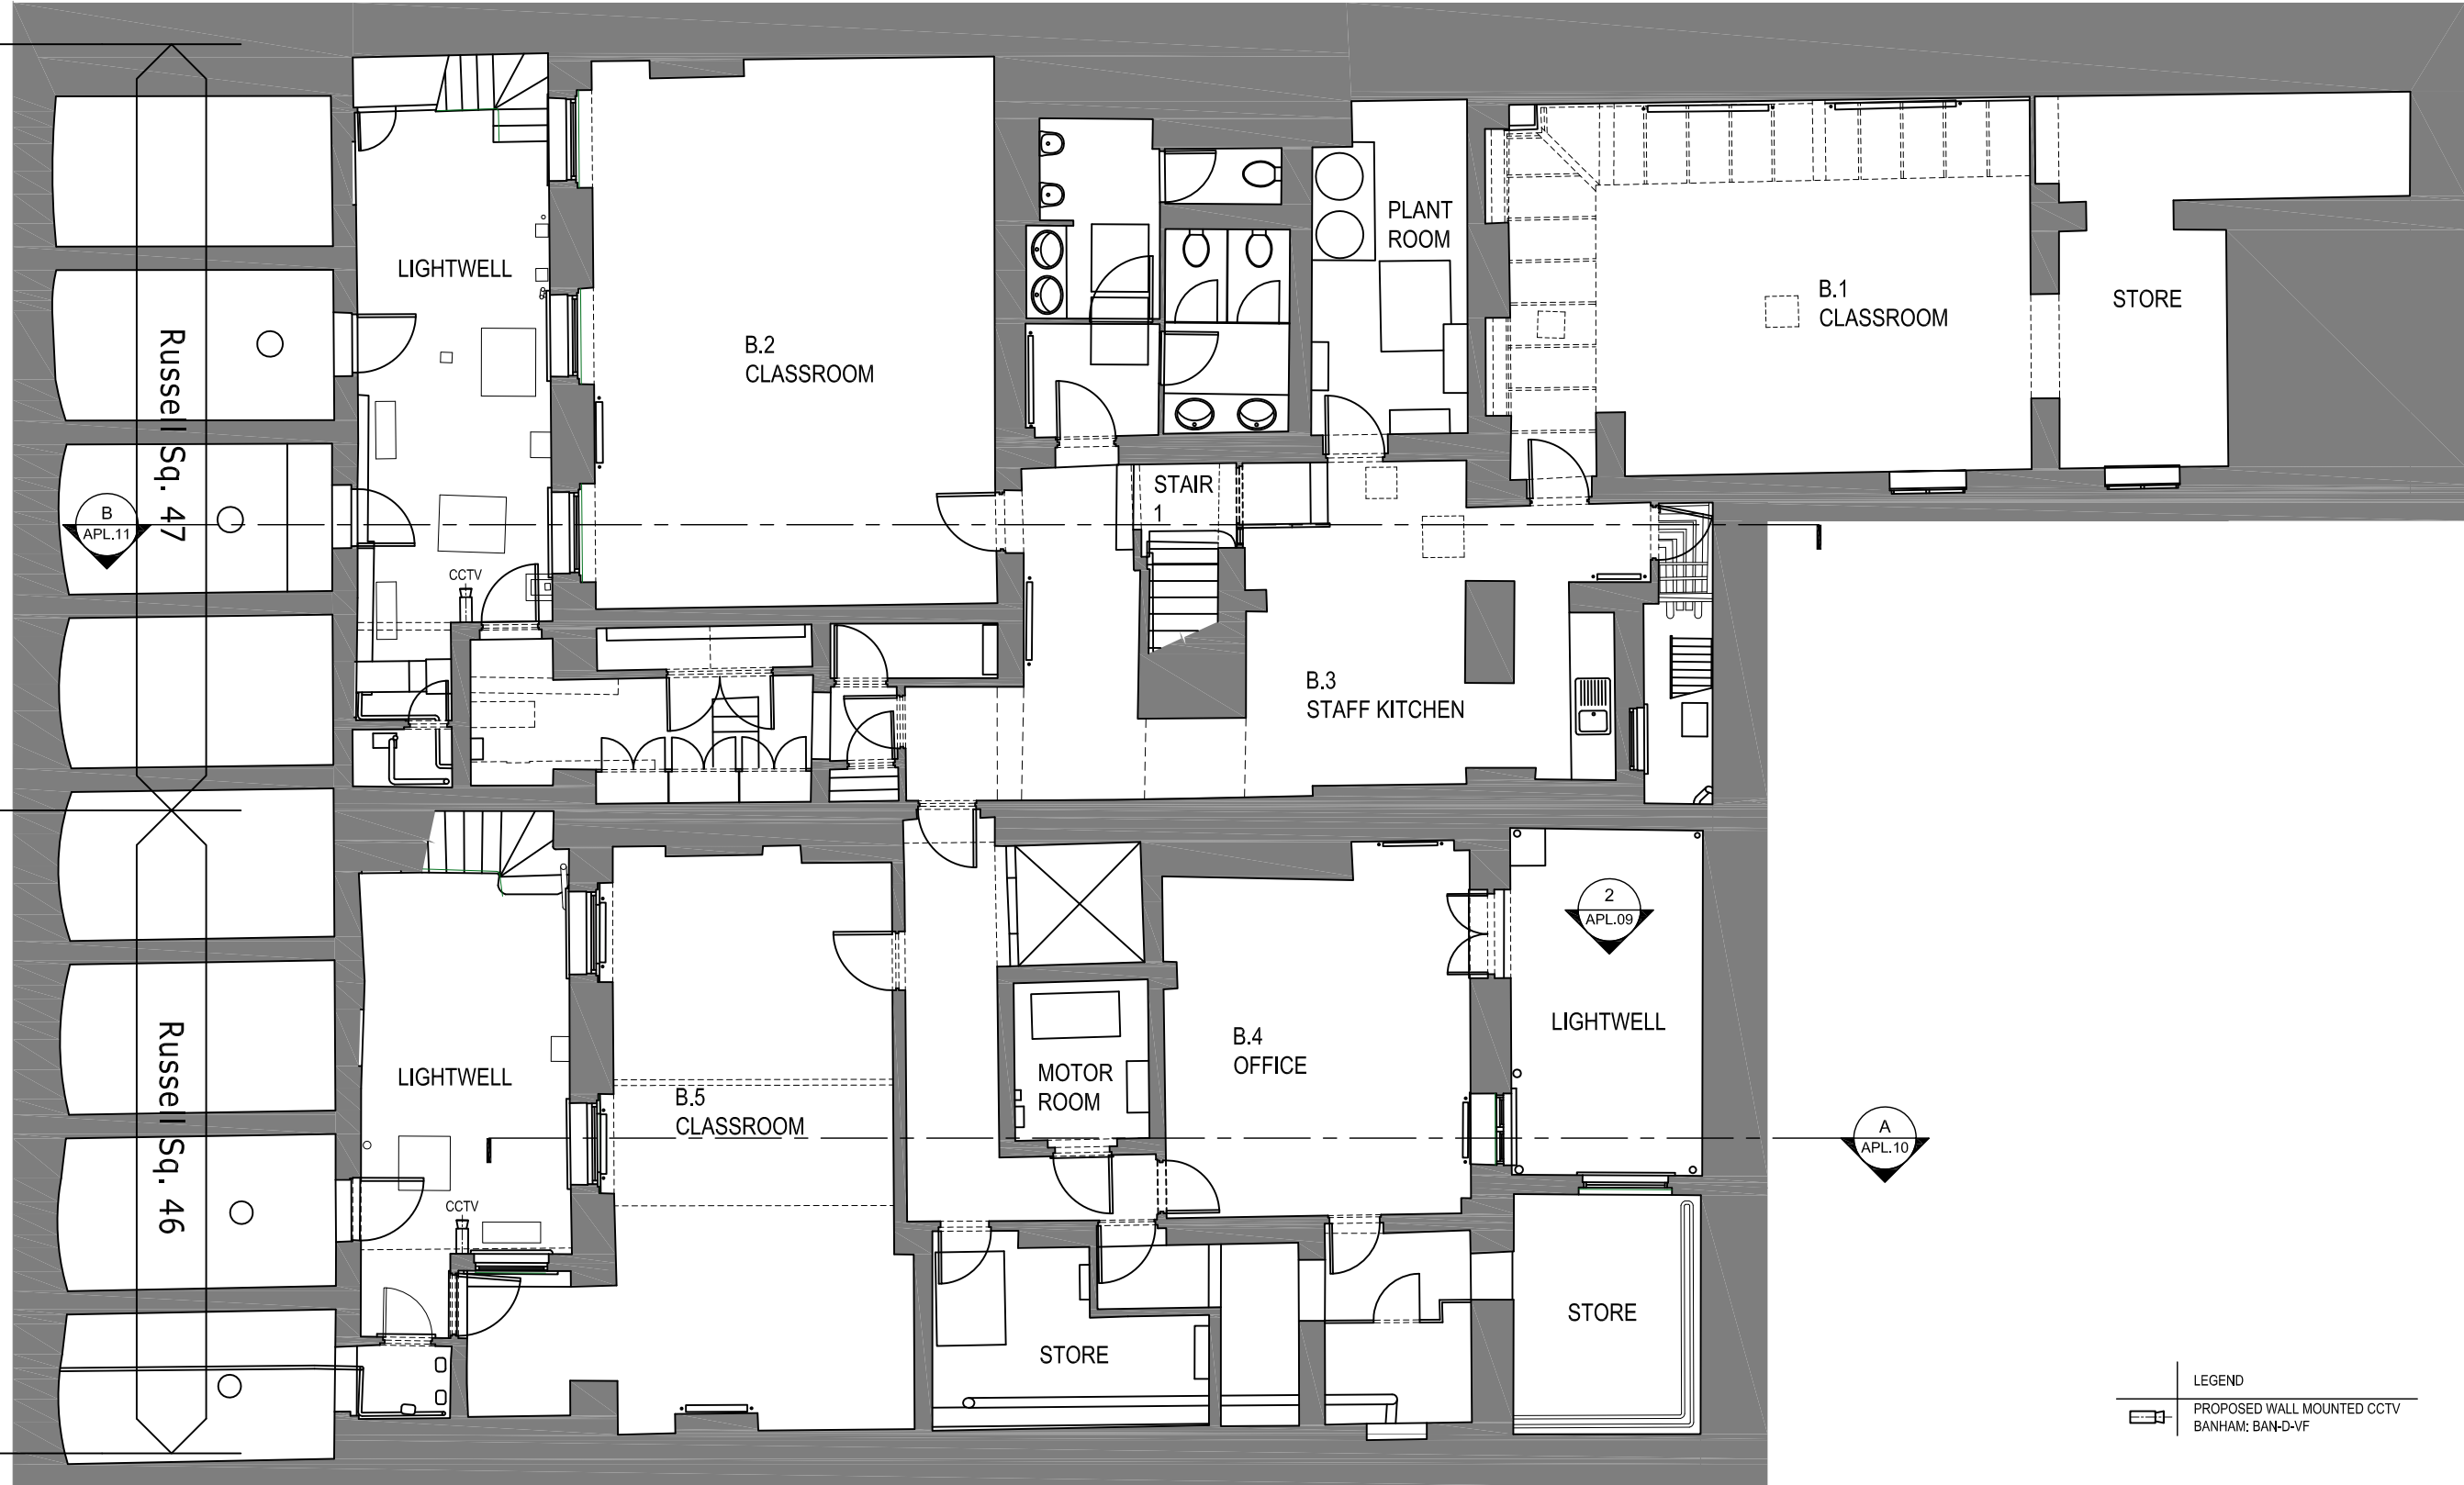 LIGHTWELL
Russell Sq. 47
B
APL.11
CCTV
B.2
CLASSROOM
PLANT
ROOM
STAIR
1
B.1
CLASSROOM
STORE
B.3
STAFF KITCHEN
2
APL.09
LIGHTWELL
Russell Sq. 46
LIGHTWELL
CCTV
B.5
CLASSROOM
MOTOR
ROOM
B.4
OFFICE
A
APL.10
STORE
STORE
LEGEND
PROPOSED WALL MOUNTED CCTV
BANHAM: BAN-D-VF